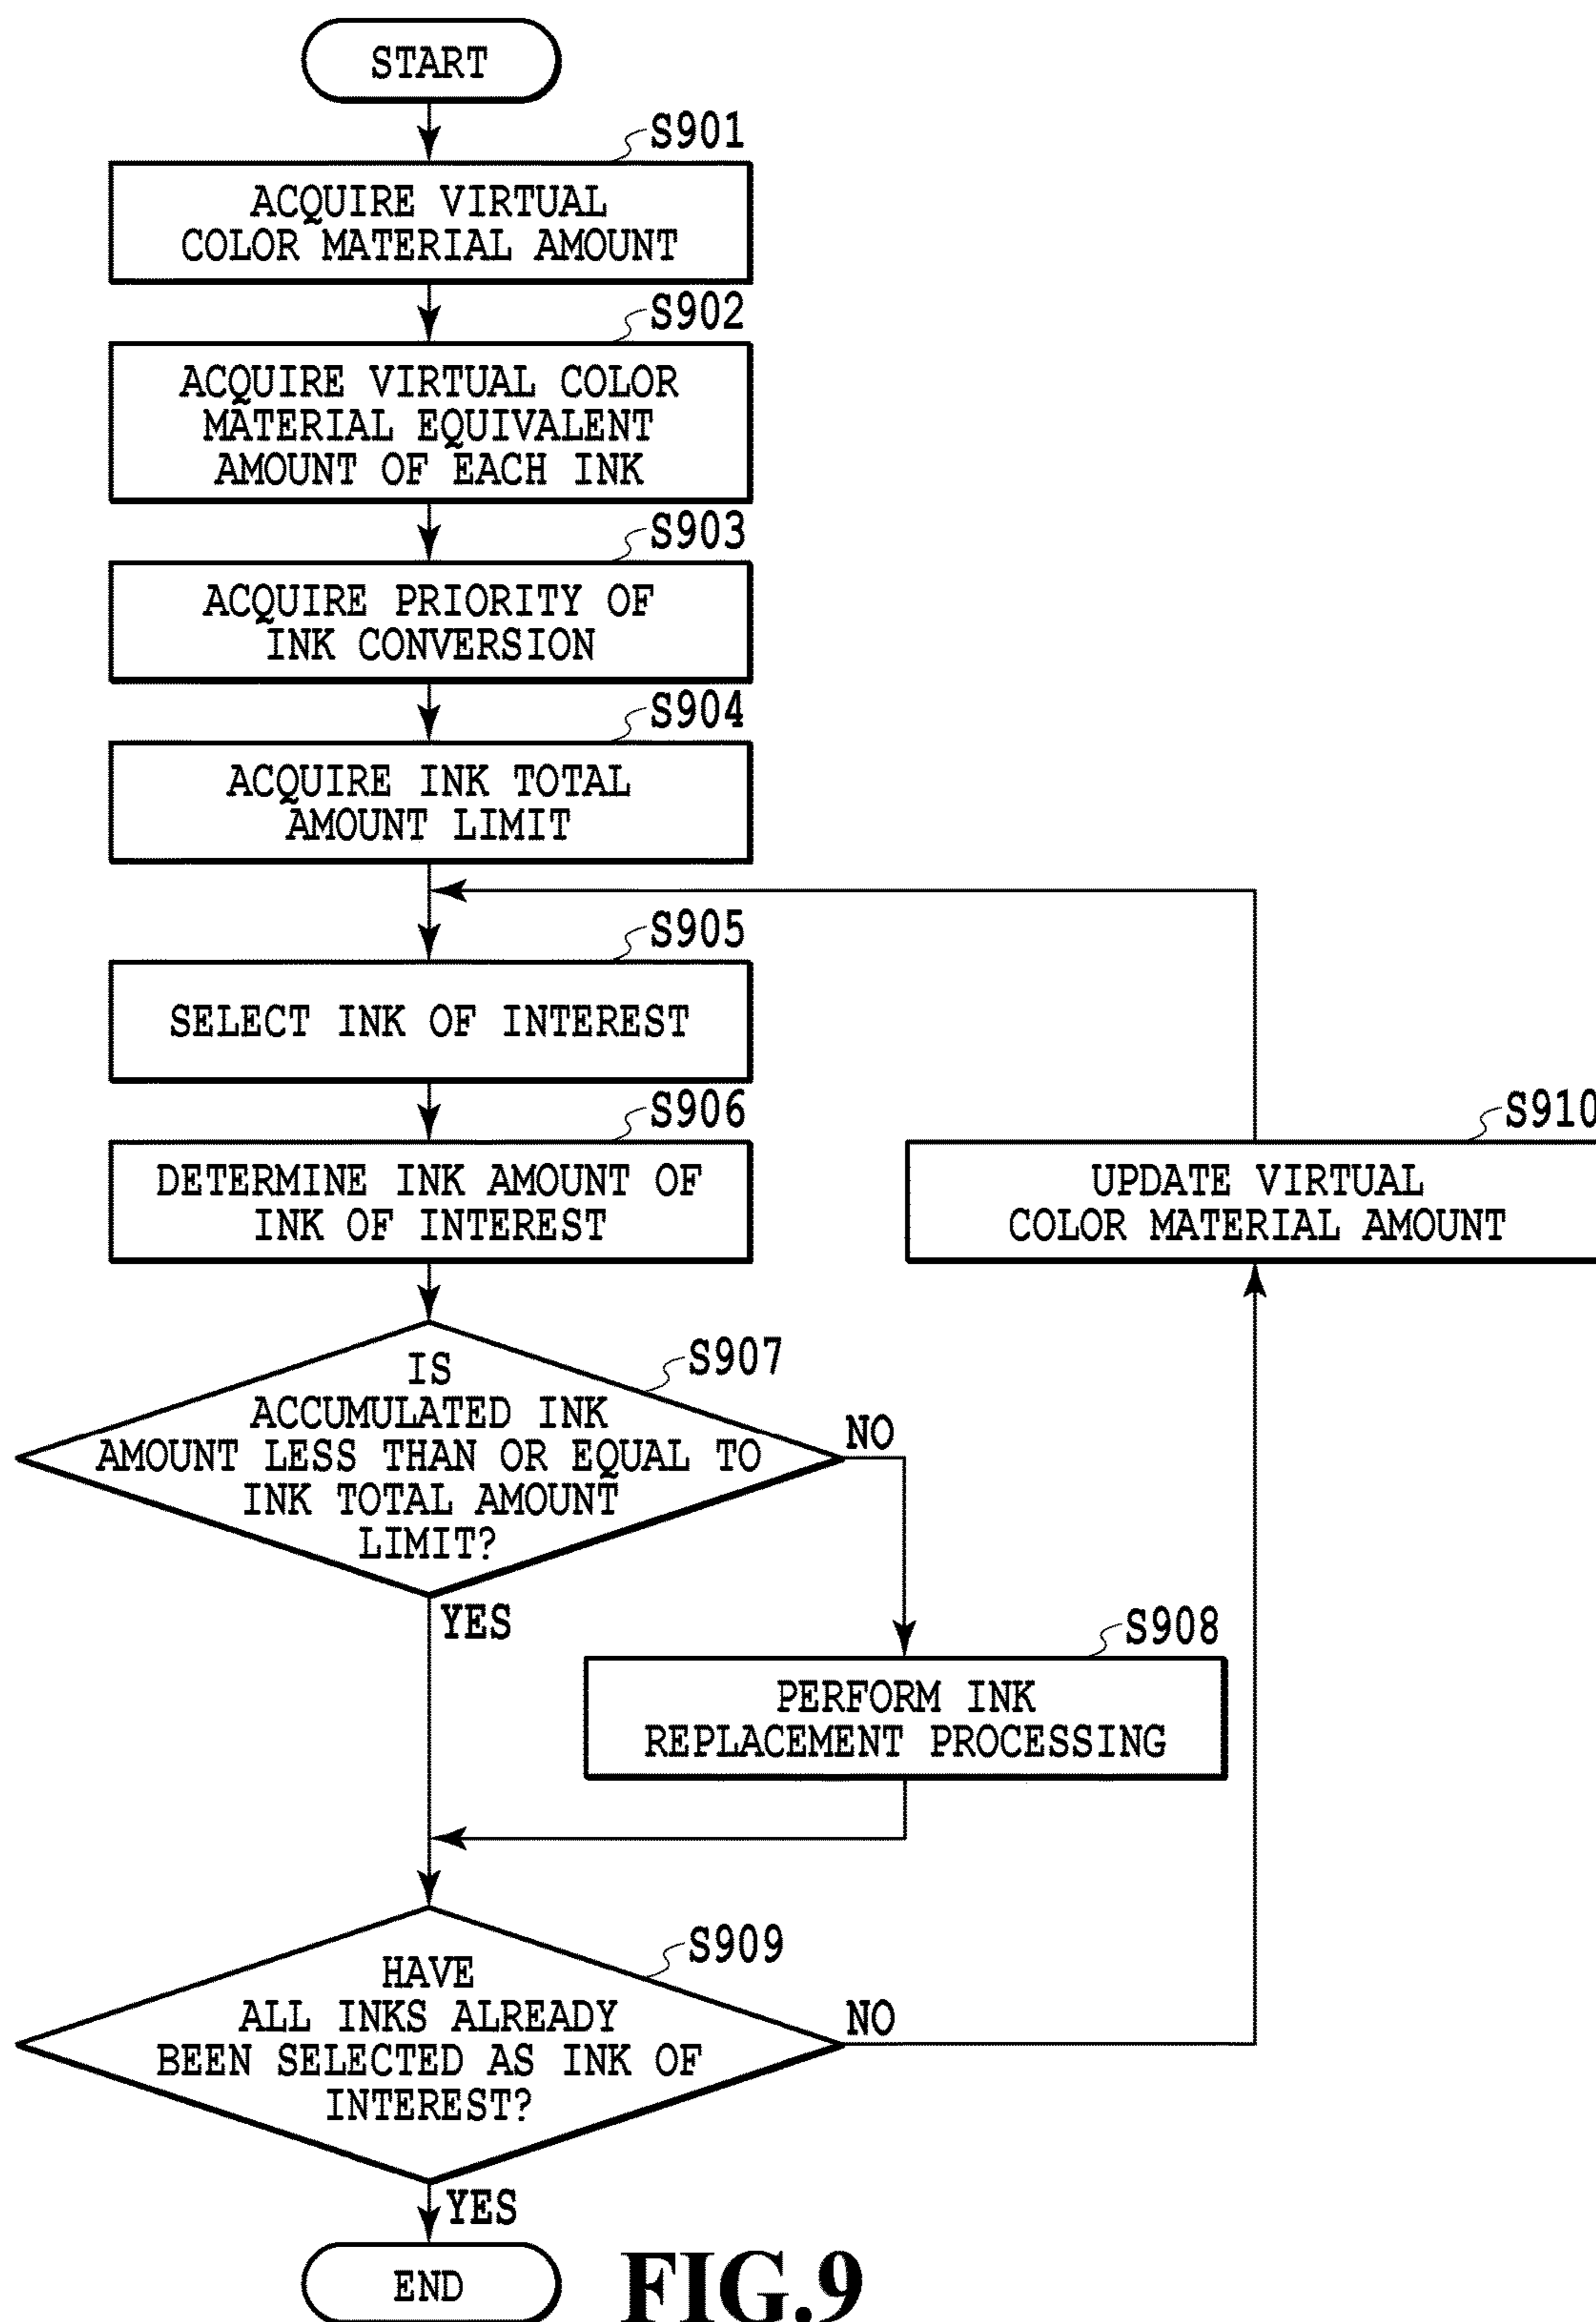 START
S901
ACQUIRE VIRTUAL
COLOR MATERIAL AMOUNT
S902
ACQUIRE VIRTUAL COLOR
MATERIAL EQUIVALENT
AMOUNT OF EACH INK
S903
ACQUIRE PRIORITY OF
INK CONVERSION
S904
ACQUIRE INK TOTAL
AMOUNT LIMIT
S905
SELECT INK OF INTEREST
S906
DETERMINE INK AMOUNT OF
INK OF INTEREST
S910
UPDATE VIRTUAL
COLOR MATERIAL AMOUNT
S907
IS
ACCUMULATED INK
AMOUNT LESS THAN OR EQUAL TO
INK TOTAL AMOUNT
LIMIT?
NO
YES
S908
PERFORM INK
REPLACEMENT PROCESSING
S909
HAVE
ALL INKS ALREADY
BEEN SELECTED AS INK OF
INTEREST?
NO
YES
END
FIG.9